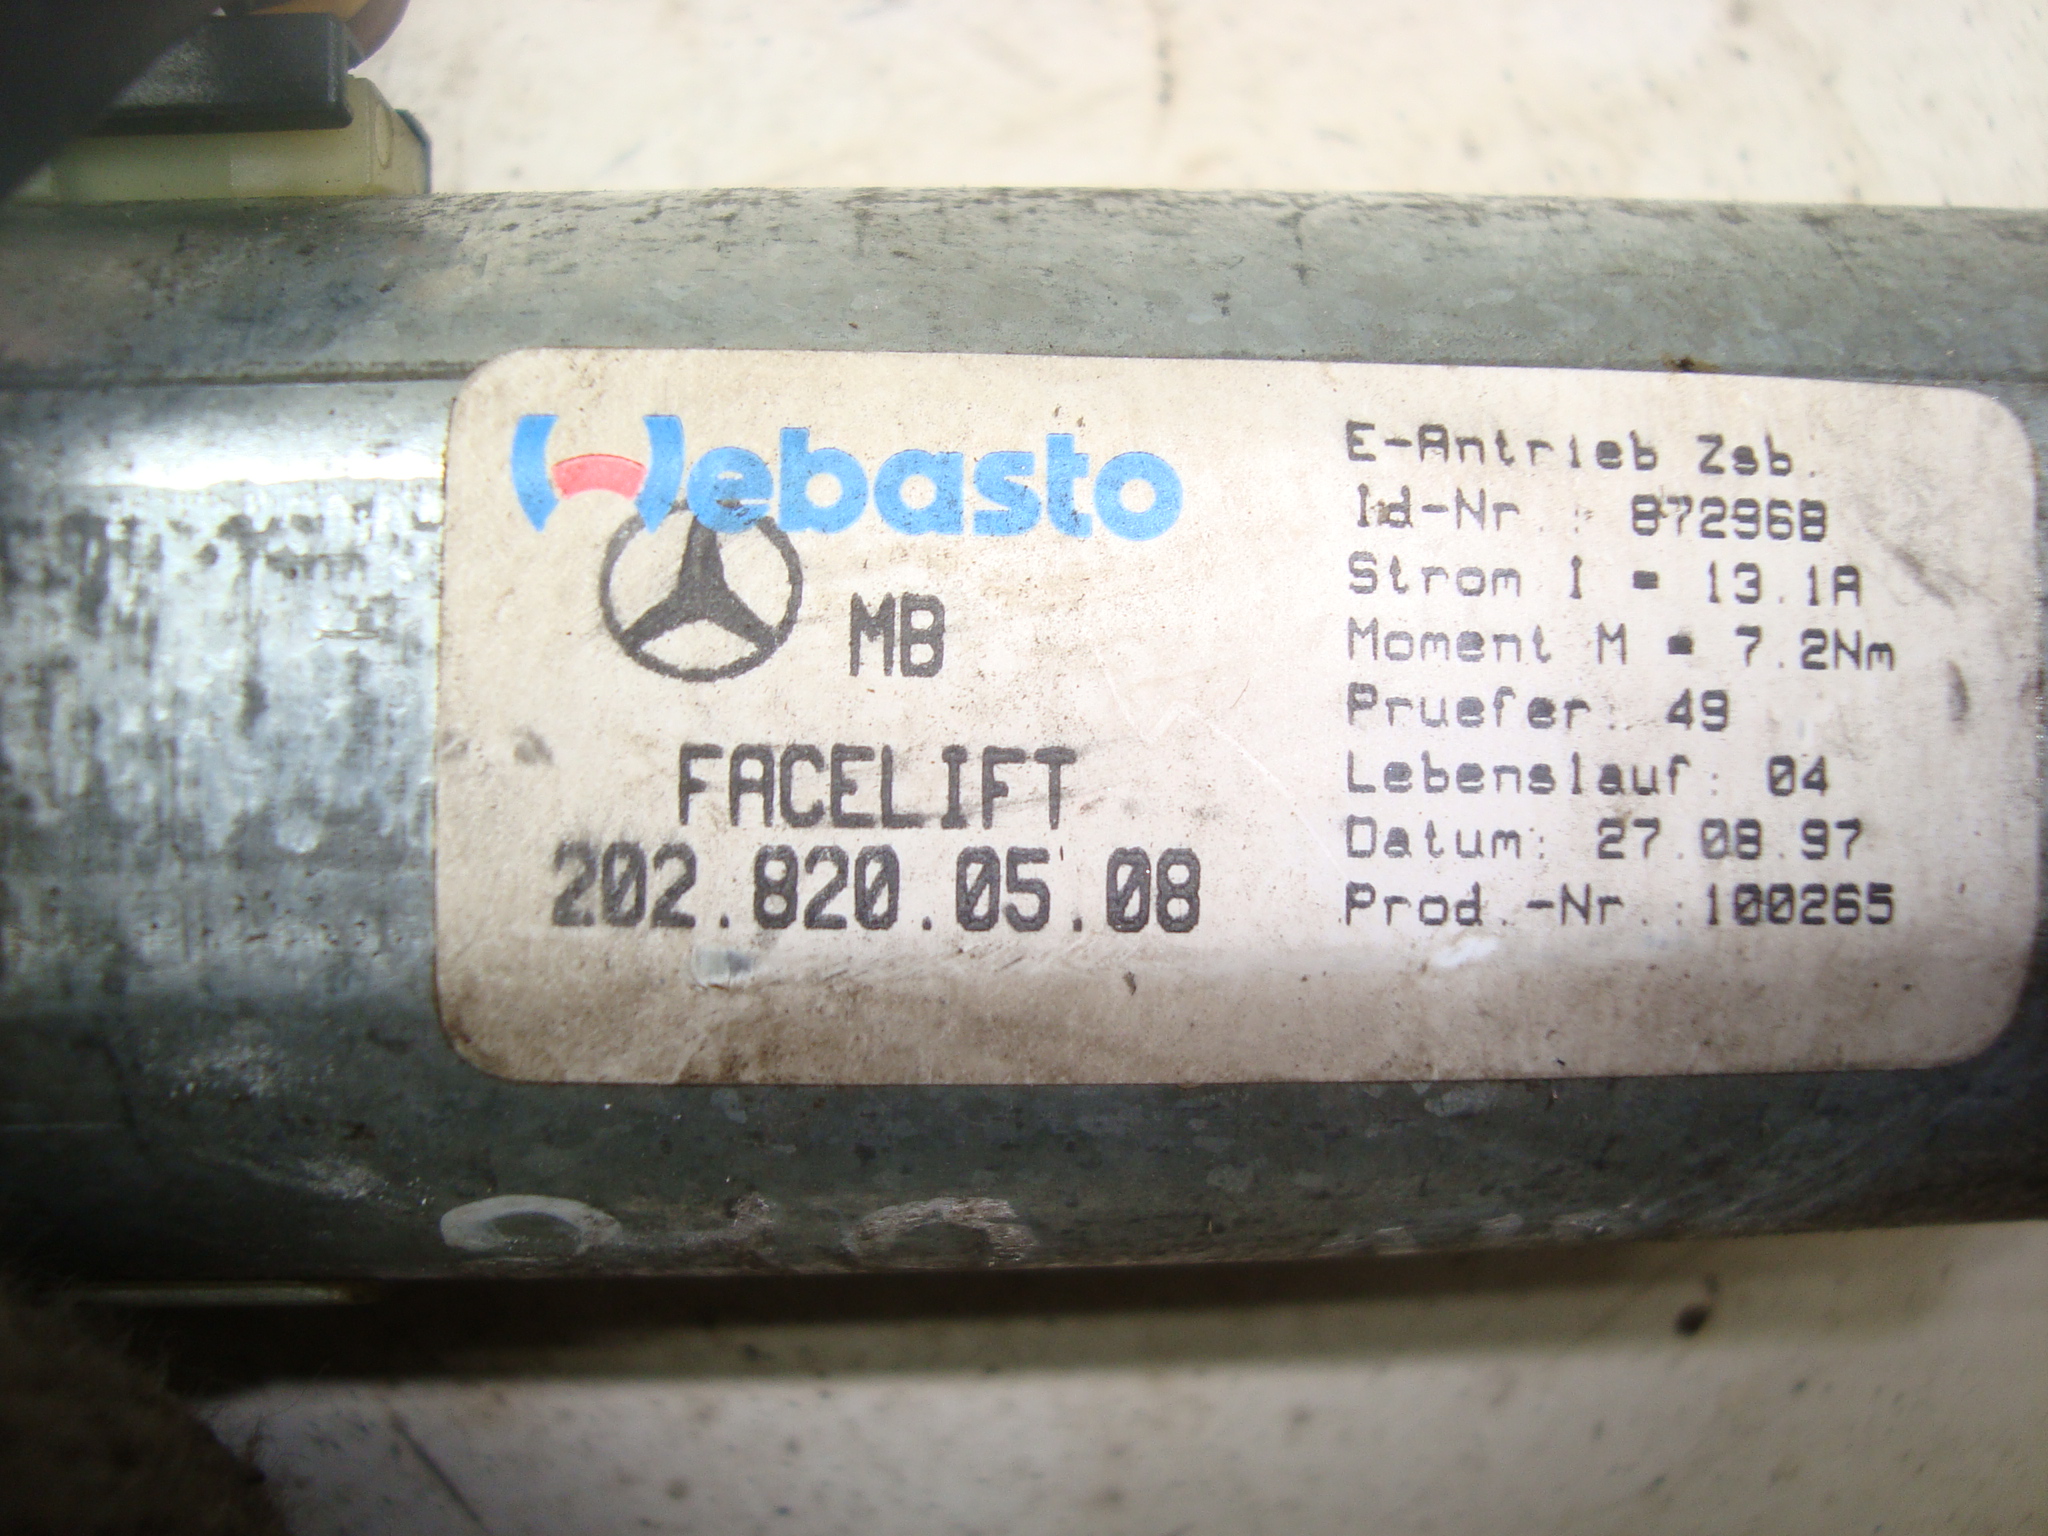 Webasto
MB
FACELIFT
202.820.05.08
E-Antrieb Zsb.
Id-Nr.: 872968
Strom I = 13.1A
Moment M = 7.2Nm
Pruefer: 49
Lebenslauf: 04
Datum: 27.08.97
Prod.-Nr.: 100265